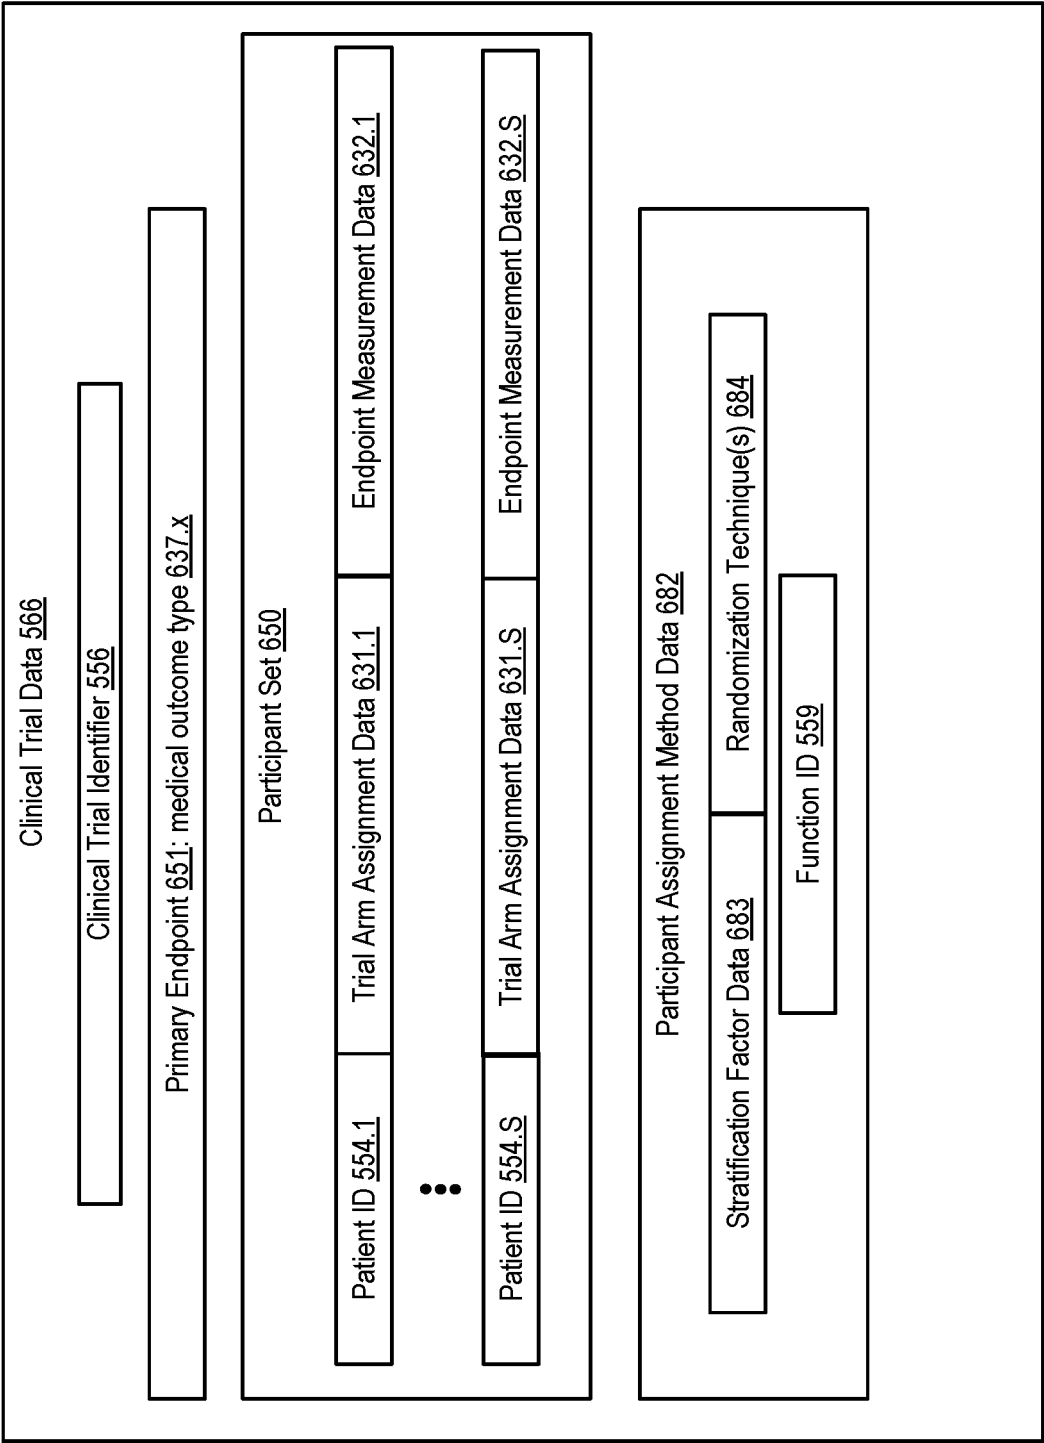 Clinical Trial Data 566
Clinical Trial Identifier 556
Primary Endpoint 651: medical outcome type 637.x
Participant Set 650
Patient ID 554.1 Trial Arm Assignment Data 631.1 Endpoint Measurement Data 632.1
Patient ID 554.S Trial Arm Assignment Data 631.S Endpoint Measurement Data 632.S
Participant Assignment Method Data 682
Stratification Factor Data 683 Randomization Technique(s) 684
Function ID 559